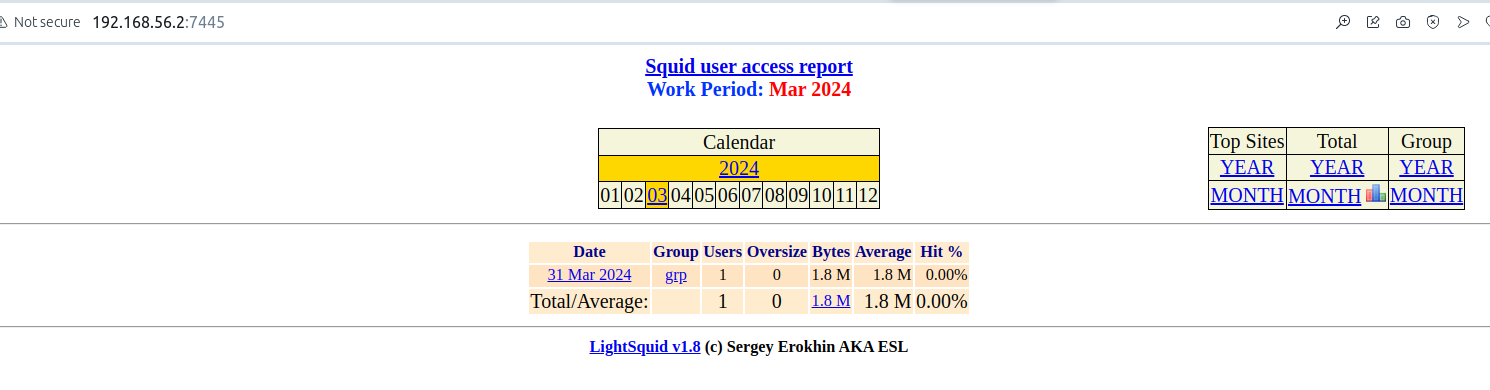 Not secure 192.168.56.2:7445
Squid user access report
Work Period: Mar 2024
Calendar
2024
01 02 03 04 05 06 07 08 09 10 11 12
Top Sites Total Group
YEAR YEAR YEAR
MONTH MONTH MONTH
Date Group Users Oversize Bytes Average Hit %
31 Mar 2024 grp 1 0 1.8 M 1.8 M 0.00%
Total/Average: 1 0 1.8 M 1.8 M 0.00%
LightSquid v1.8 (c) Sergey Erokhin AKA ESL